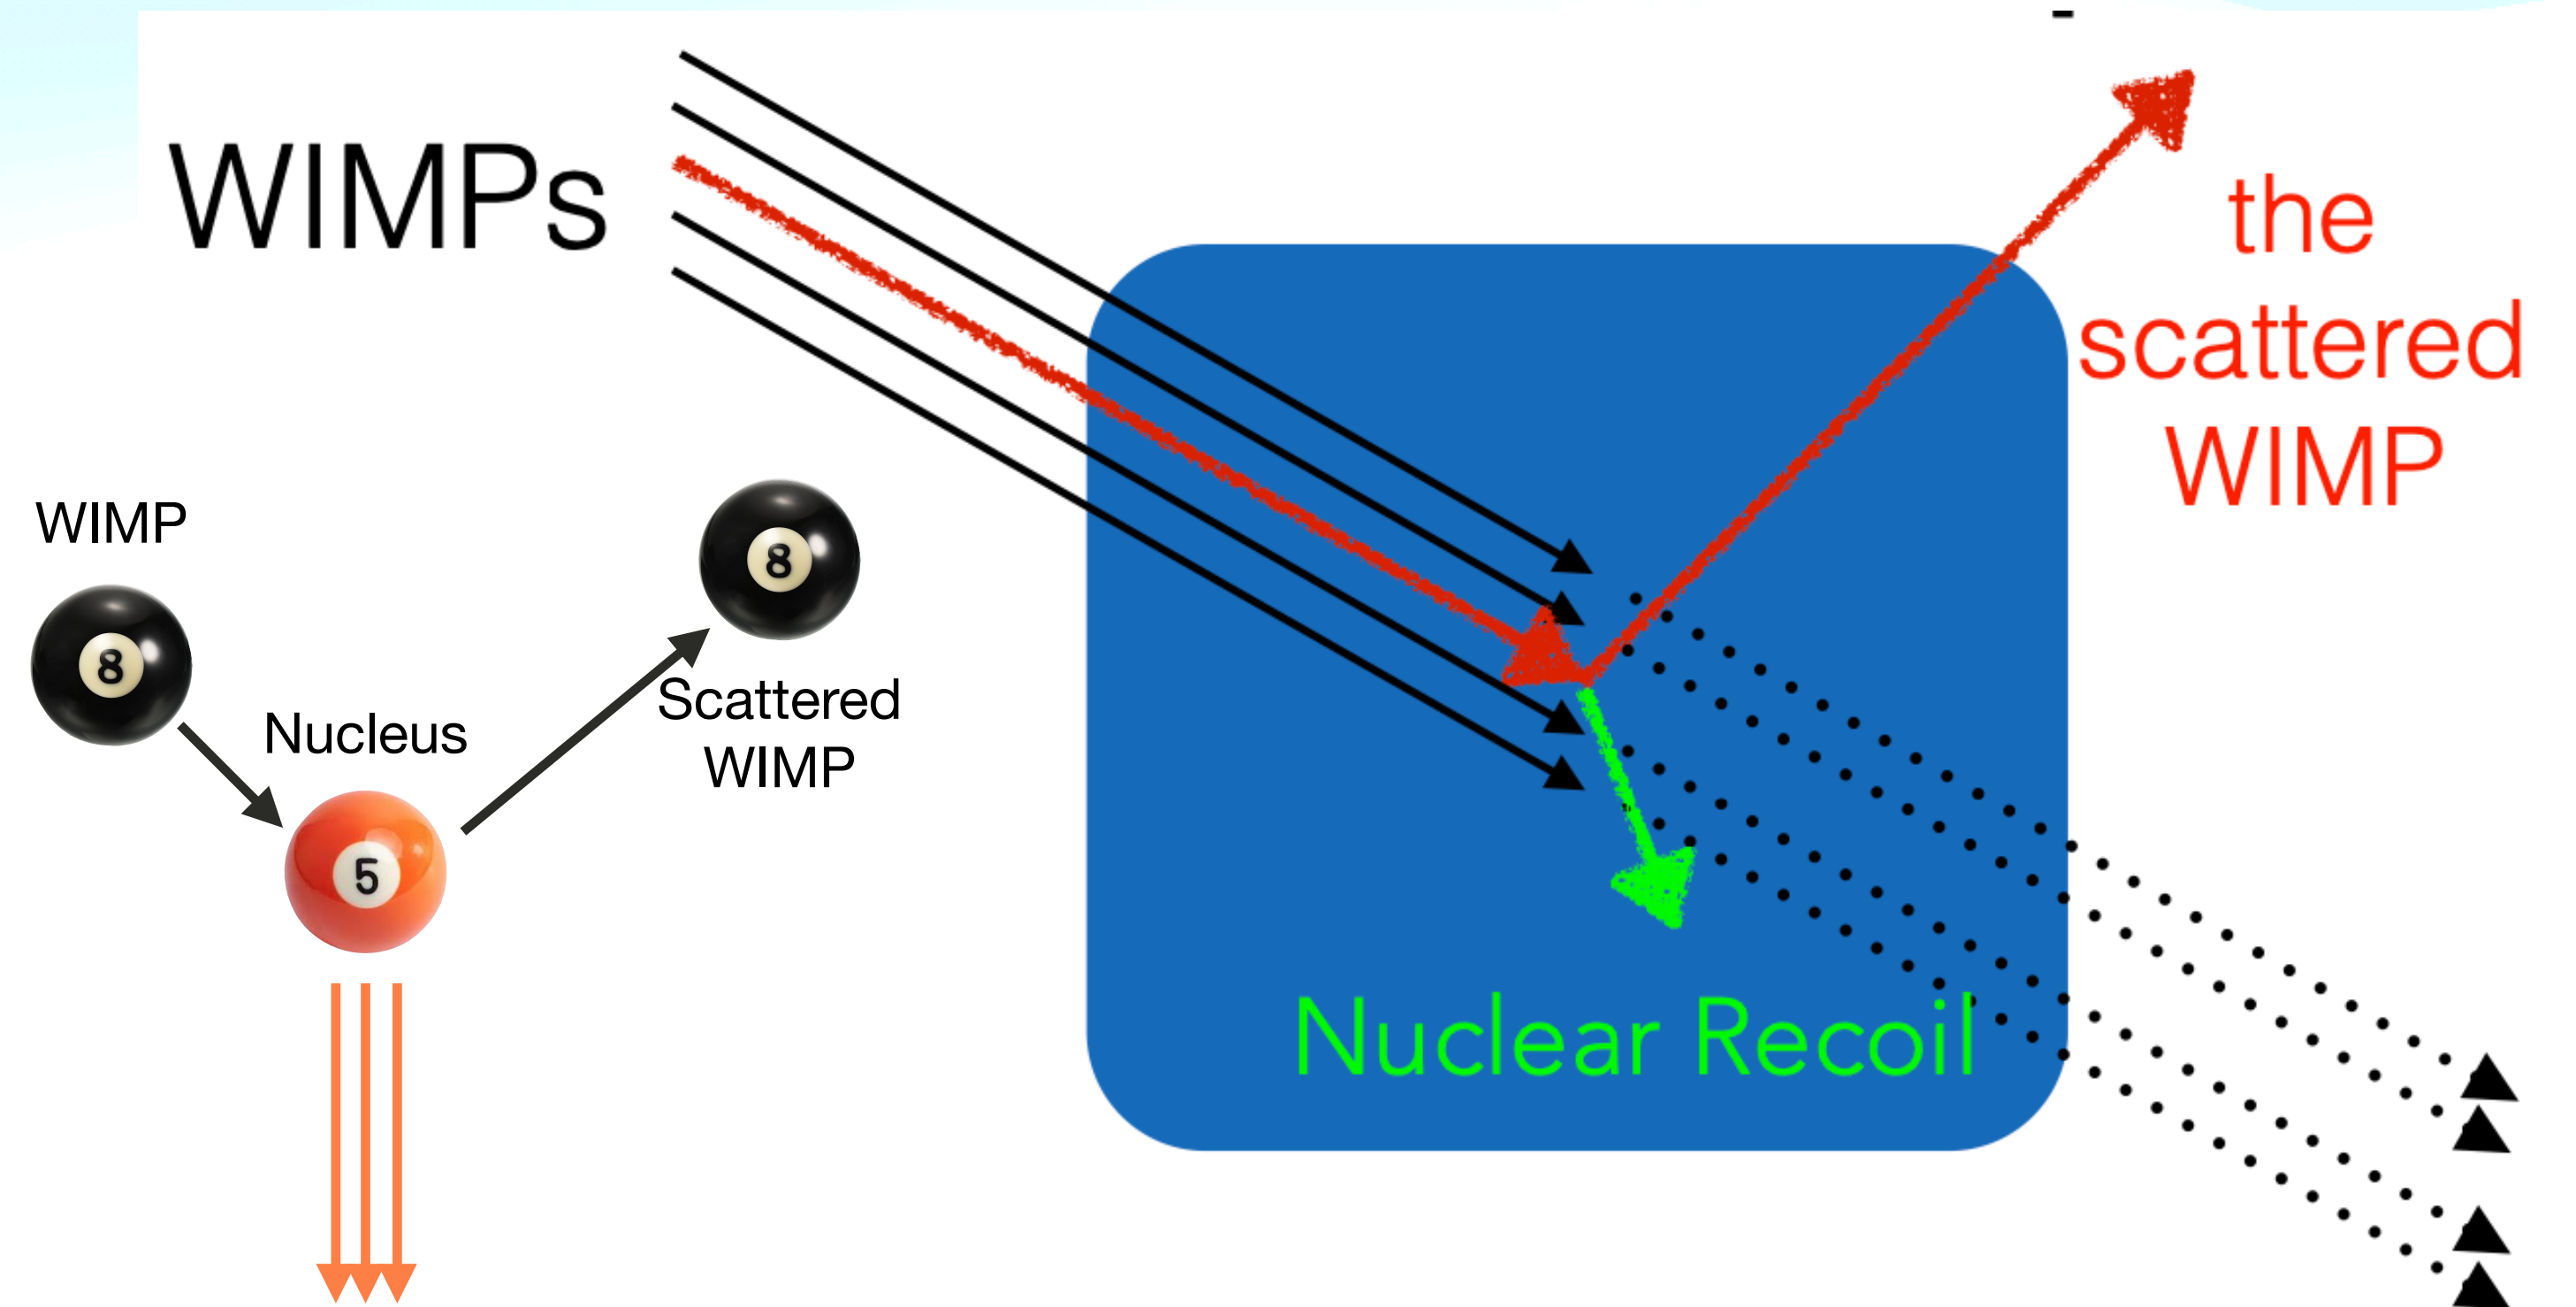 WIMPs
the
scattered
WIMP
WIMP
8
8
Nucleus
Scattered
WIMP
5
Nuclear Recoil